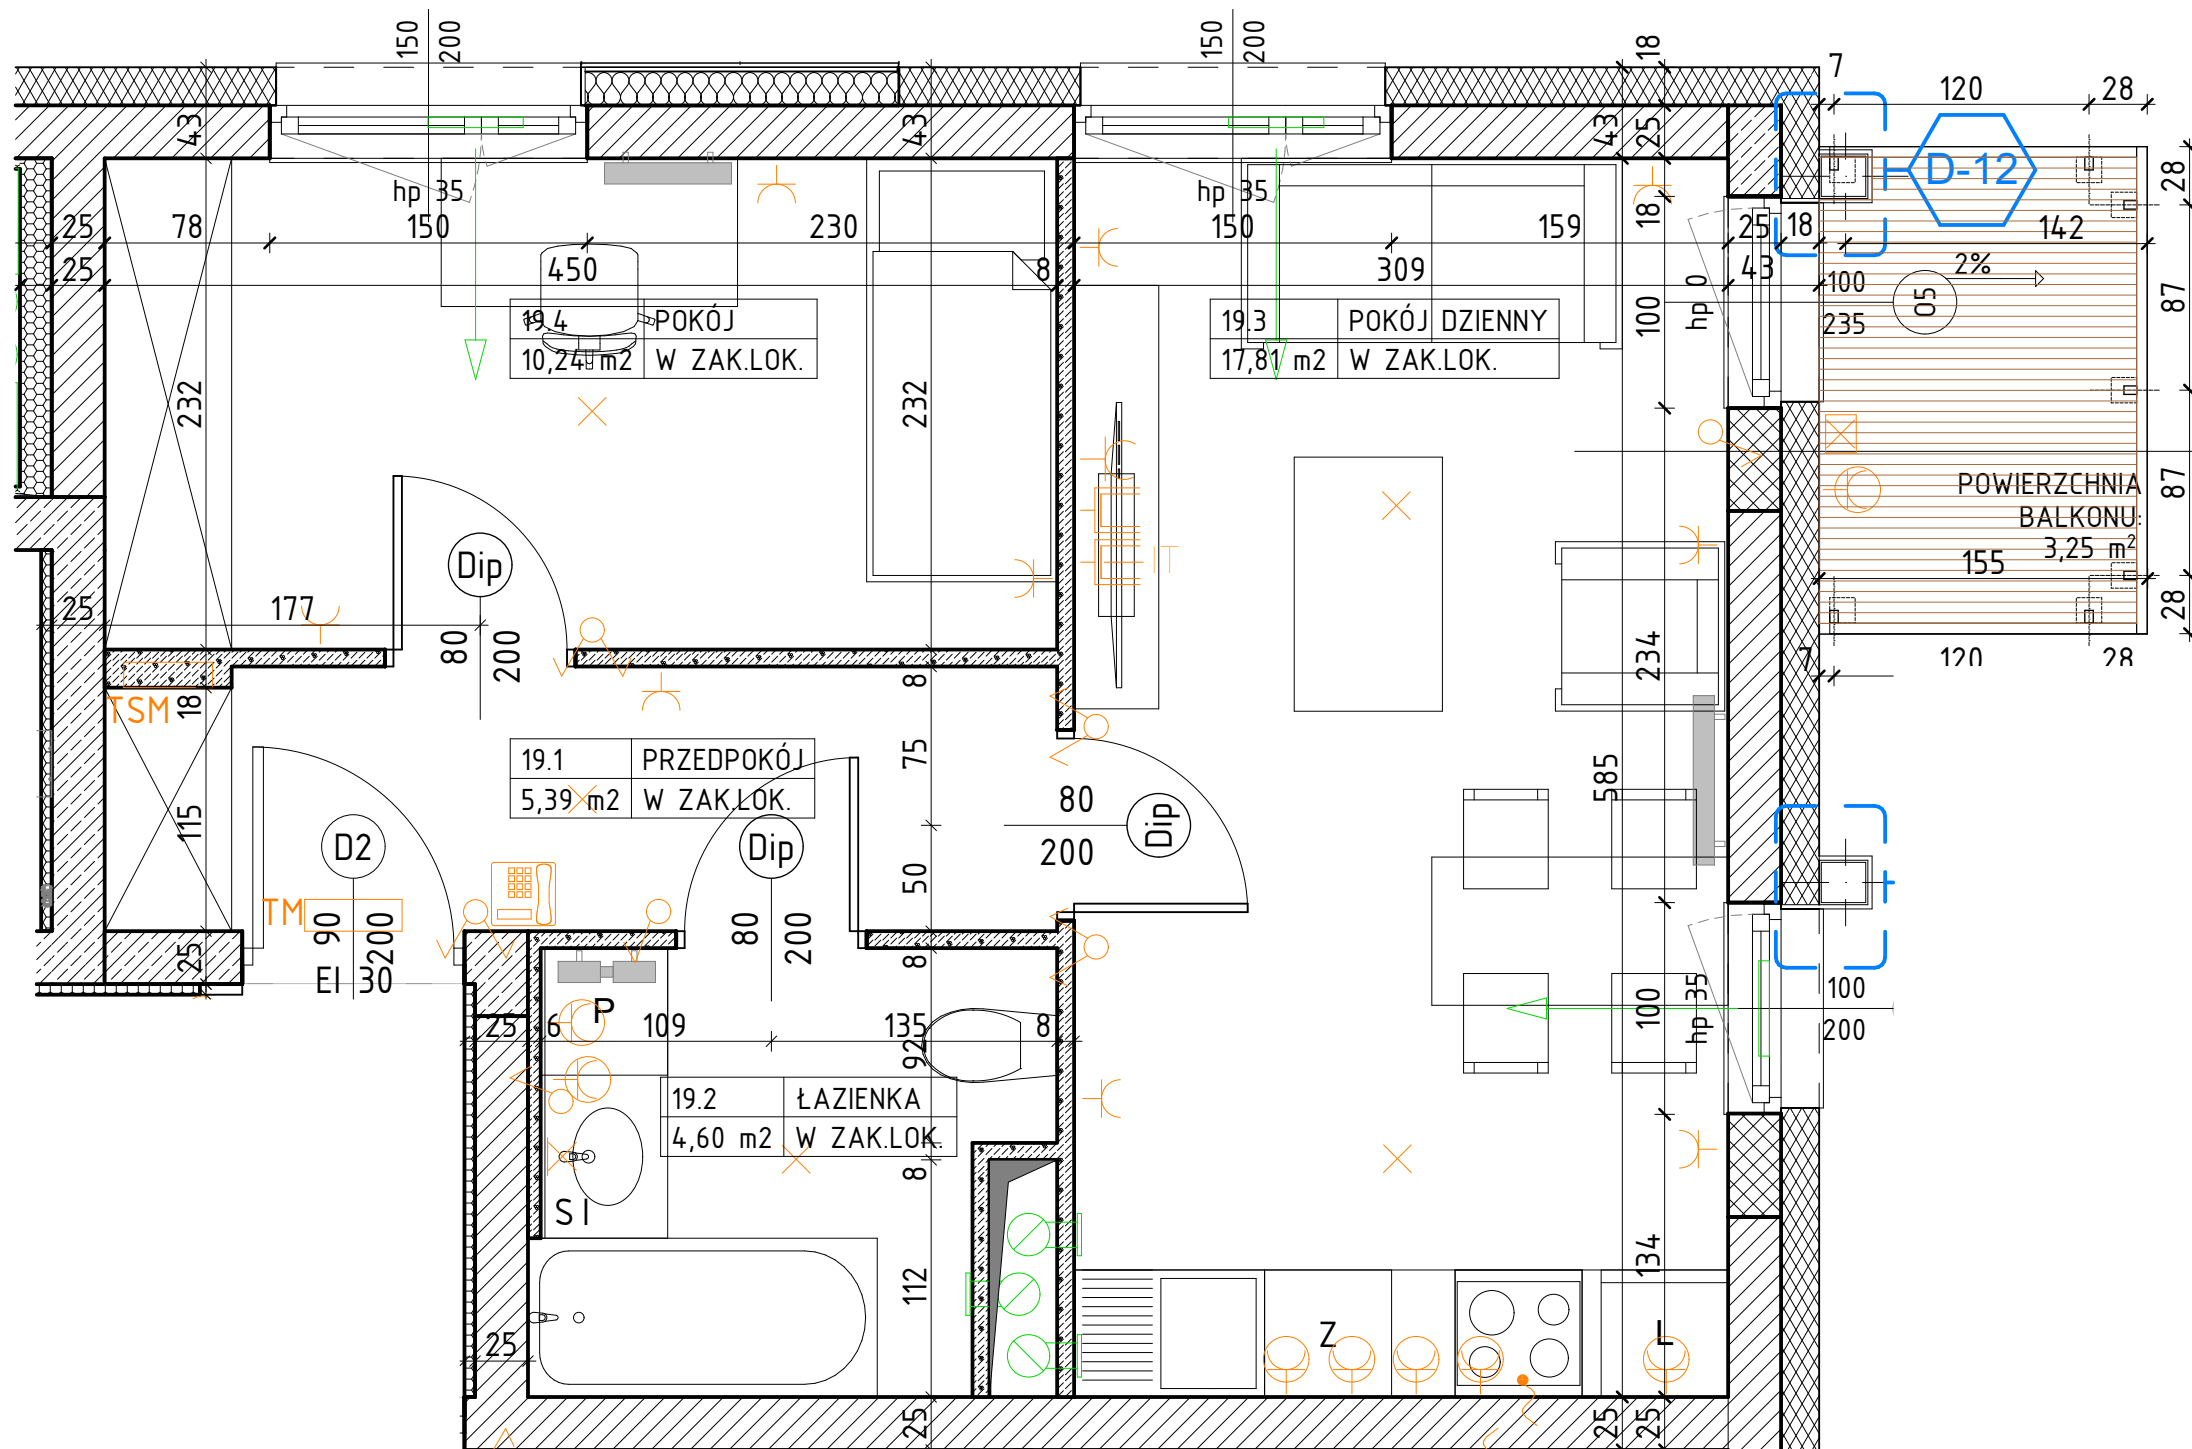 150 200
150 200
18
7
120 28
43 43 43 25
D-12
28
hp 35 hp 35
25 78 150 230 150 159 18 25 18 142
25 450 8 309 43
2%
hp 0 100 100 235
O5
87
19.4 POKÓJ
10,24 m2 W ZAK.LOK.
19.3 POKÓJ DZIENNY
17,81 m2 W ZAK.LOK.
232 232
87
POWIERZCHNIA
BALKONU:
3,25 m²
155
28
Dip
25 177
80 200
IT
234
7 120 28
TSM 18
8
75
19.1 PRZEDPOKÓJ
5,39 m2 W ZAK.LOK.
585
115
80
200
Dip
D2
Dip
50
TM
90 200
EI 30
80 200
25
8
P
25 6 109 135 8
92
100 hp 35
100
200
19.2 ŁAZIENKA
4,60 m2 W ZAK.LOK.
8
SI
112
134
25
Z
L
25 25 25